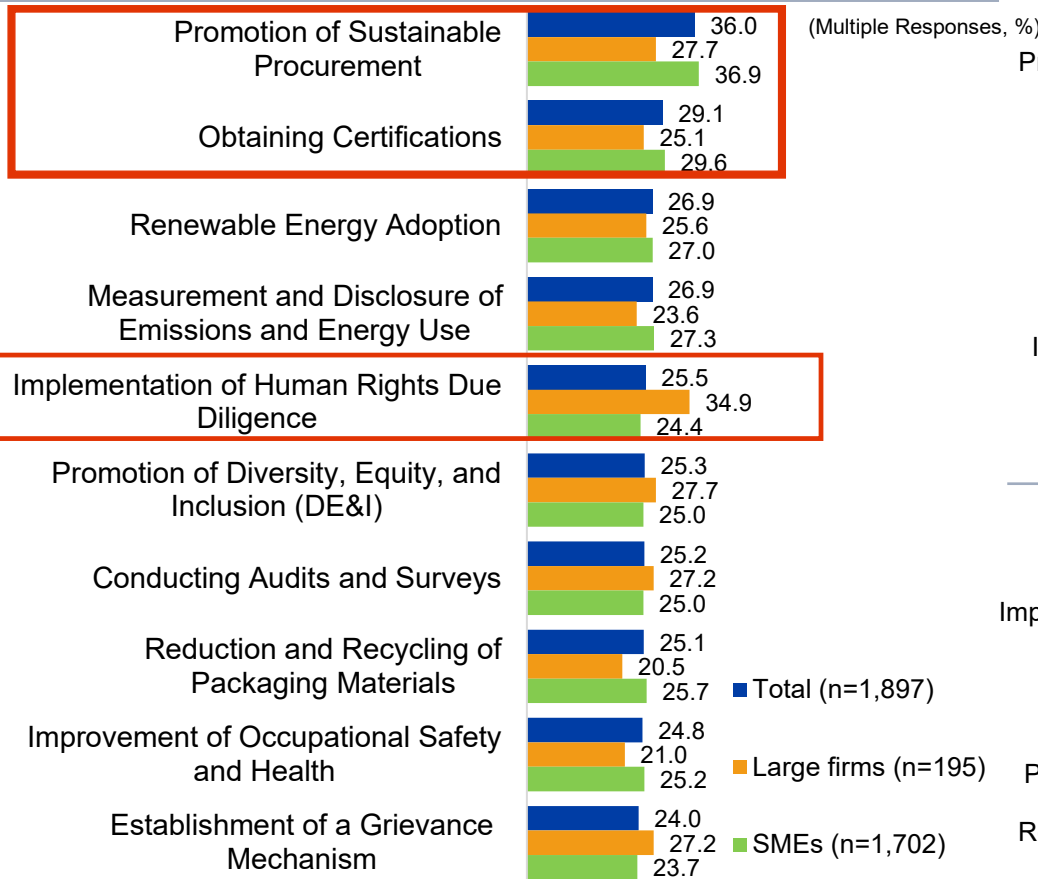 (Multiple Responses, %)
Promotion of Sustainable
Procurement
36.0
27.7
36.9
Obtaining Certifications
29.1
25.1
29.6
Renewable Energy Adoption
26.9
25.6
27.0
Measurement and Disclosure of
Emissions and Energy Use
26.9
23.6
27.3
Implementation of Human Rights Due
Diligence
25.5
34.9
24.4
Promotion of Diversity, Equity, and
Inclusion (DE&I)
25.3
27.7
25.0
Conducting Audits and Surveys
25.2
27.2
25.0
Reduction and Recycling of
Packaging Materials
25.1
20.5
25.7
Improvement of Occupational Safety
and Health
24.8
21.0
25.2
Establishment of a Grievance
Mechanism
24.0
27.2
23.7
Total (n=1,897)
Large firms (n=195)
SMEs (n=1,702)